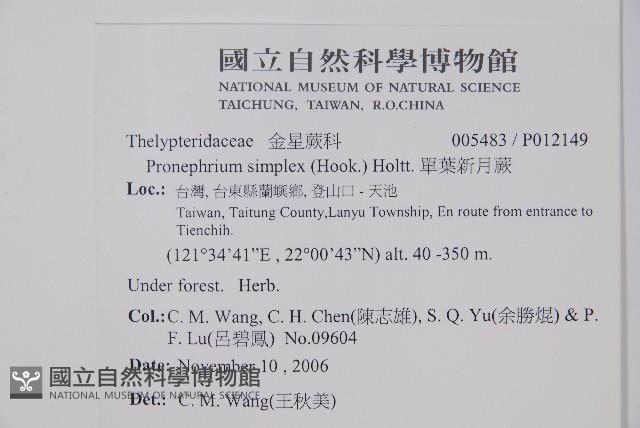 國立自然科學博物館
NATIONAL MUSEUM OF NATURAL SCIENCE
TAICHUNG, TAIWAN, R.O.CHINA
Thelypteridaceae 金星蕨科 005483 / P012149
Pronephrium simplex (Hook.) Holtt. 單葉新月蕨
Loc.: 台灣, 台東縣蘭嶼鄉, 登山口 - 天池
Taiwan, Taitung County,Lanyu Township, En route from entrance to
Tienchih.
(121°34'41”E , 22°00'43”N) alt. 40 -350 m.
Under forest. Herb.
Col.: C. M. Wang, C. H. Chen(陳志雄), S. Q. Yu(余勝焜) & P.
F. Lu(呂碧鳳) No.09604
Date: November 10 , 2006
國立自然科學博物館
NATIONAL MUSEUM OF NATURAL SCIENCE
Det.: C. M. Wang(王秋美)